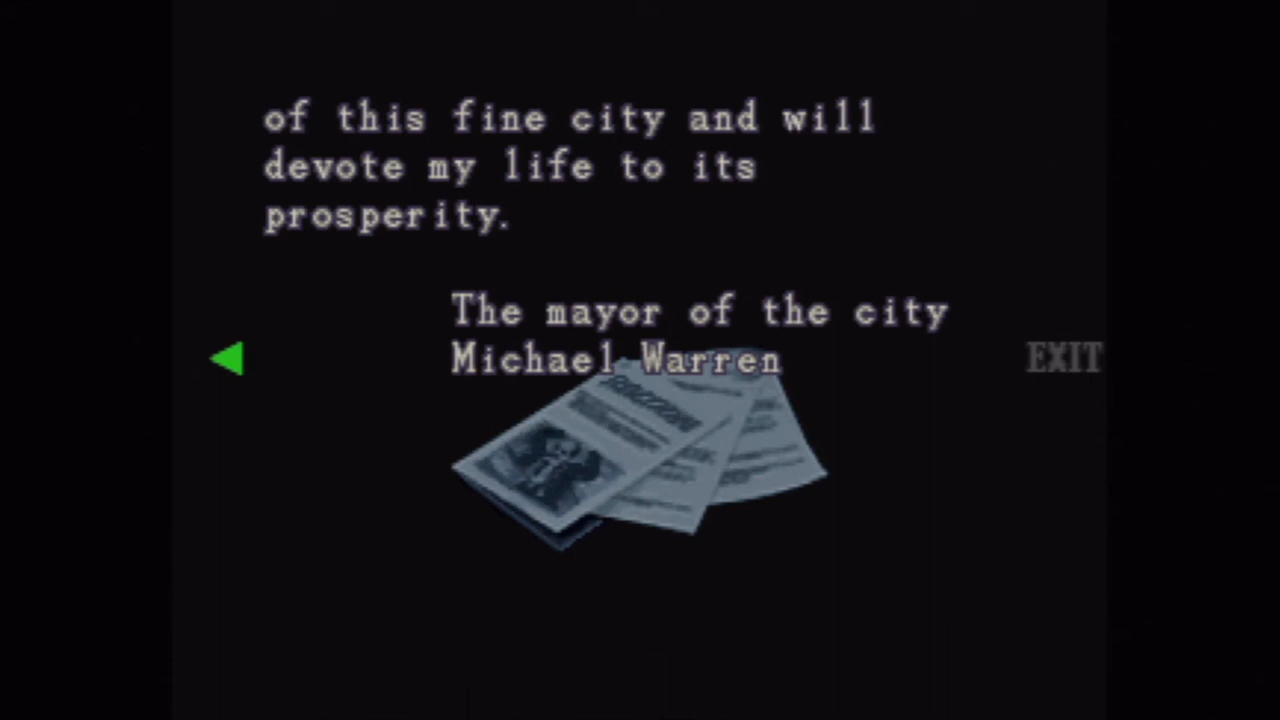 of this fine city and will
devote my life to its
prosperity.
The mayor of the city
Michael Warren
EXIT